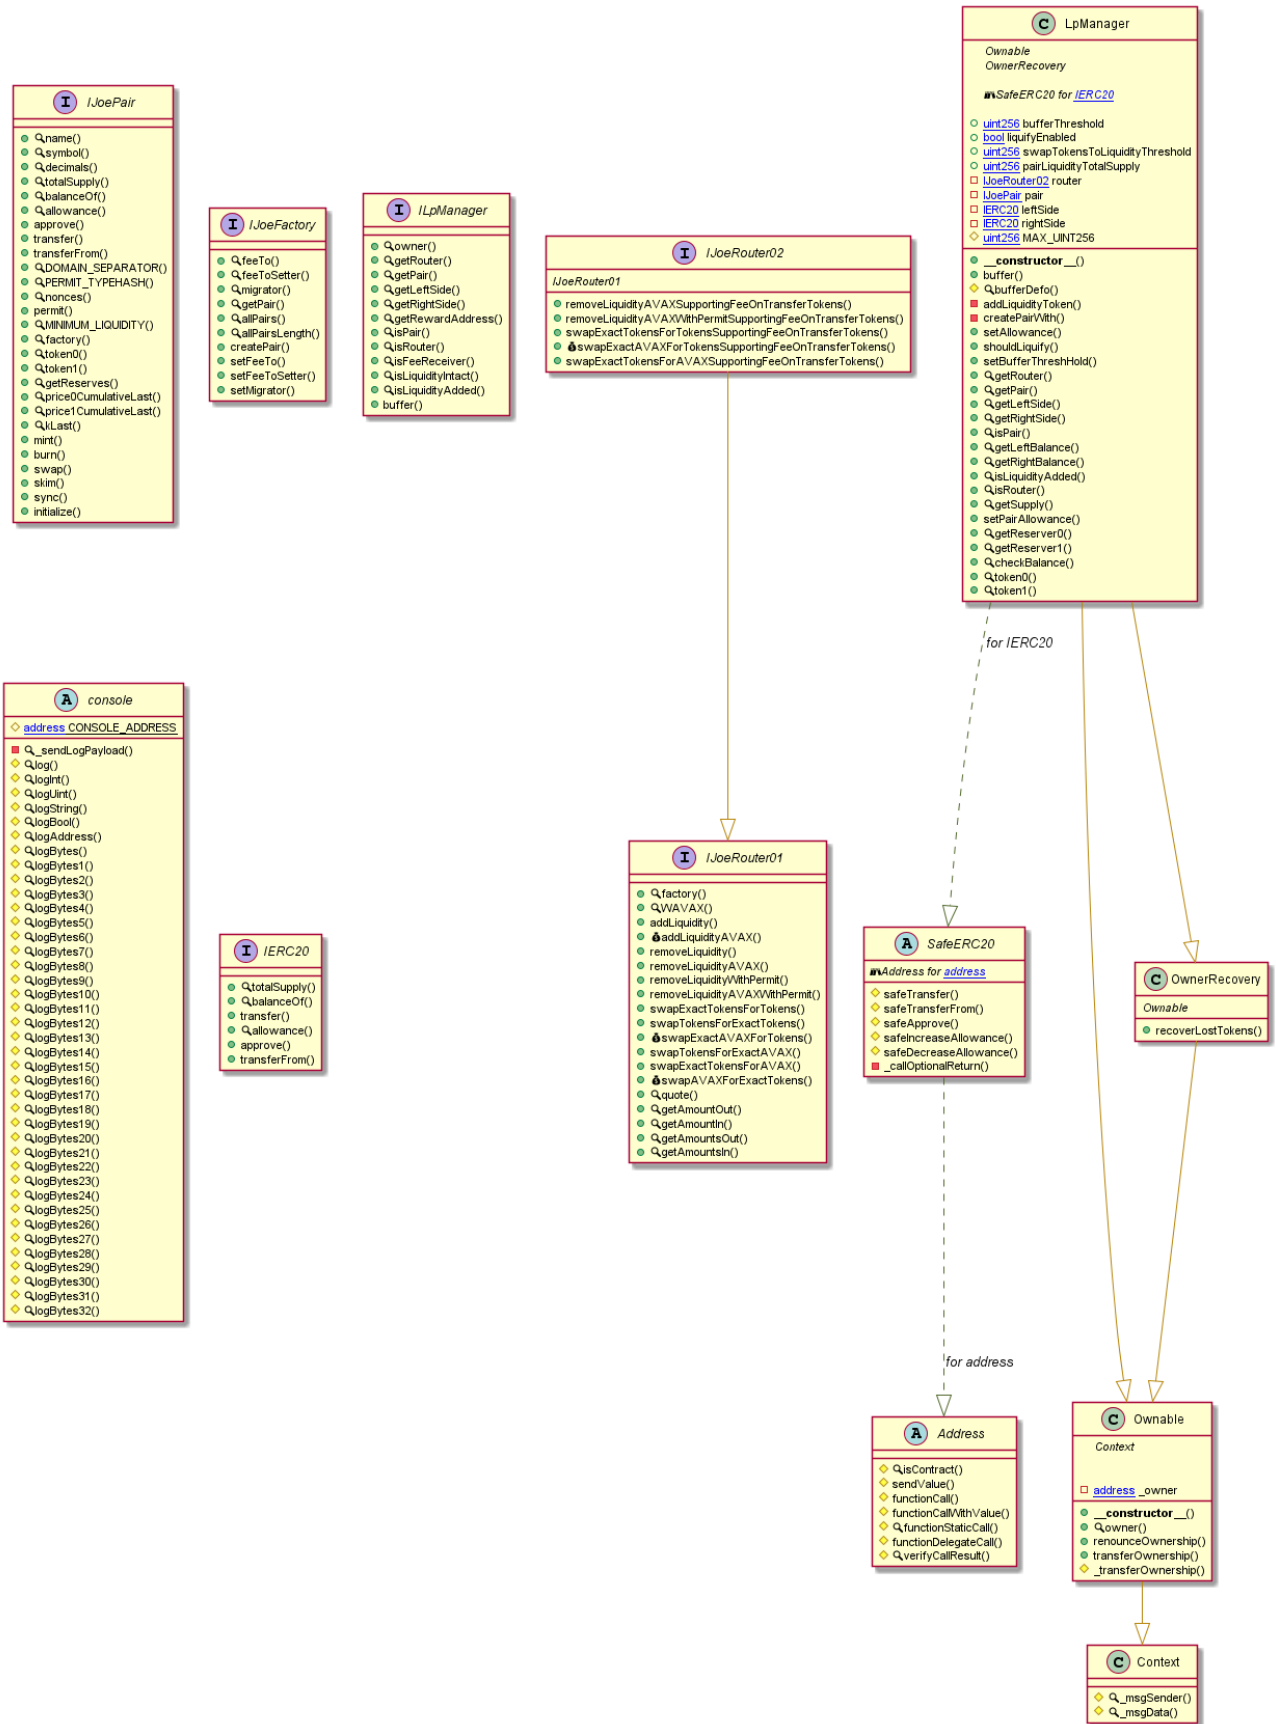 C LpManager
Ownable
OwnerRecovery
SafeERC20 for IERC20
uint256 bufferThreshold
bool liquifyEnabled
uint256 swapTokensToLiquidityThreshold
uint256 pairLiquidityTotalSupply
IJoeRouter02 router
IJoePair pair
IERC20 leftSide
IERC20 rightSide
uint256 MAX_UINT256
__constructor__()
buffer()
bufferDefo()
addLiquidityToken()
createPairWith()
setAllowance()
shouldLiquify()
setBufferThreshHold()
getRouter()
getPair()
getLeftSide()
getRightSide()
isPair()
getLeftBalance()
getRightBalance()
isLiquidityAdded()
isRouter()
getSupply()
setPairAllowance()
getReserver0()
getReserver1()
checkBalance()
token0()
token1()
I IJoePair
name()
symbol()
decimals()
totalSupply()
balanceOf()
allowance()
approve()
transfer()
transferFrom()
DOMAIN_SEPARATOR()
PERMIT_TYPEHASH()
nonces()
permit()
MINIMUM_LIQUIDITY()
factory()
token0()
token1()
getReserves()
price0CumulativeLast()
price1CumulativeLast()
kLast()
mint()
burn()
swap()
skim()
sync()
initialize()
I IJoeFactory
feeTo()
feeToSetter()
migrator()
getPair()
allPairs()
allPairsLength()
createPair()
setFeeTo()
setFeeToSetter()
setMigrator()
I ILpManager
owner()
getRouter()
getPair()
getLeftSide()
getRightSide()
getRewardAddress()
isPair()
isRouter()
isFeeReceiver()
isLiquidityIntact()
isLiquidityAdded()
buffer()
I IJoeRouter02
IJoeRouter01
removeLiquidityAVAXSupportingFeeOnTransferTokens()
removeLiquidityAVAXWithPermitSupportingFeeOnTransferTokens()
swapExactTokensForTokensSupportingFeeOnTransferTokens()
swapExactAVAXForTokensSupportingFeeOnTransferTokens()
swapExactTokensForAVAXSupportingFeeOnTransferTokens()
for IERC20
A console
address CONSOLE_ADDRESS
_sendLogPayload()
log()
logInt()
logUint()
logString()
logBool()
logAddress()
logBytes()
logBytes1()
logBytes2()
logBytes3()
logBytes4()
logBytes5()
logBytes6()
logBytes7()
logBytes8()
logBytes9()
logBytes10()
logBytes11()
logBytes12()
logBytes13()
logBytes14()
logBytes15()
logBytes16()
logBytes17()
logBytes18()
logBytes19()
logBytes20()
logBytes21()
logBytes22()
logBytes23()
logBytes24()
logBytes25()
logBytes26()
logBytes27()
logBytes28()
logBytes29()
logBytes30()
logBytes31()
logBytes32()
I IERC20
totalSupply()
balanceOf()
transfer()
allowance()
approve()
transferFrom()
I IJoeRouter01
factory()
WAVAX()
addLiquidity()
addLiquidityAVAX()
removeLiquidity()
removeLiquidityAVAX()
removeLiquidityWithPermit()
removeLiquidityAVAXWithPermit()
swapExactTokensForTokens()
swapTokensForExactTokens()
swapExactAVAXForTokens()
swapTokensForExactAVAX()
swapExactTokensForAVAX()
swapAVAXForExactTokens()
quote()
getAmountOut()
getAmountIn()
getAmountsOut()
getAmountsIn()
A SafeERC20
Address for address
safeTransfer()
safeTransferFrom()
safeApprove()
safeIncreaseAllowance()
safeDecreaseAllowance()
_callOptionalReturn()
C OwnerRecovery
Ownable
recoverLostTokens()
for address
A Address
isContract()
sendValue()
functionCall()
functionCallWithValue()
functionStaticCall()
functionDelegateCall()
verifyCallResult()
C Ownable
Context
address _owner
__constructor__()
owner()
renounceOwnership()
transferOwnership()
_transferOwnership()
C Context
_msgSender()
_msgData()